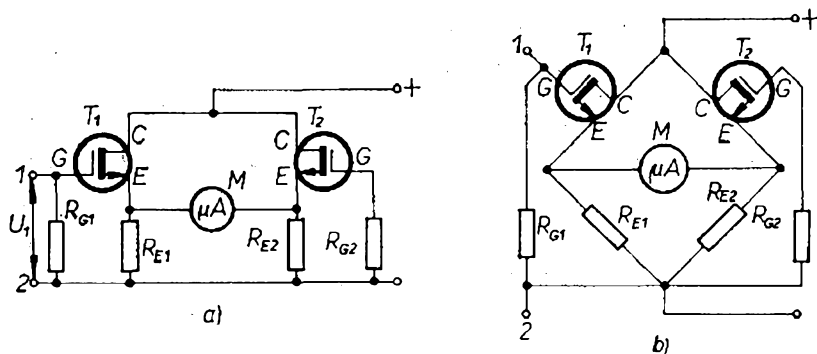 +
T1 T2
C C
G G
1 E M E
μA
U1 RG1 RE1 RE2 RG2
2
a)
+
1 T1 T2
G C C G
E M E
μA
RE1 RE2
RG1 RG2
2
b)